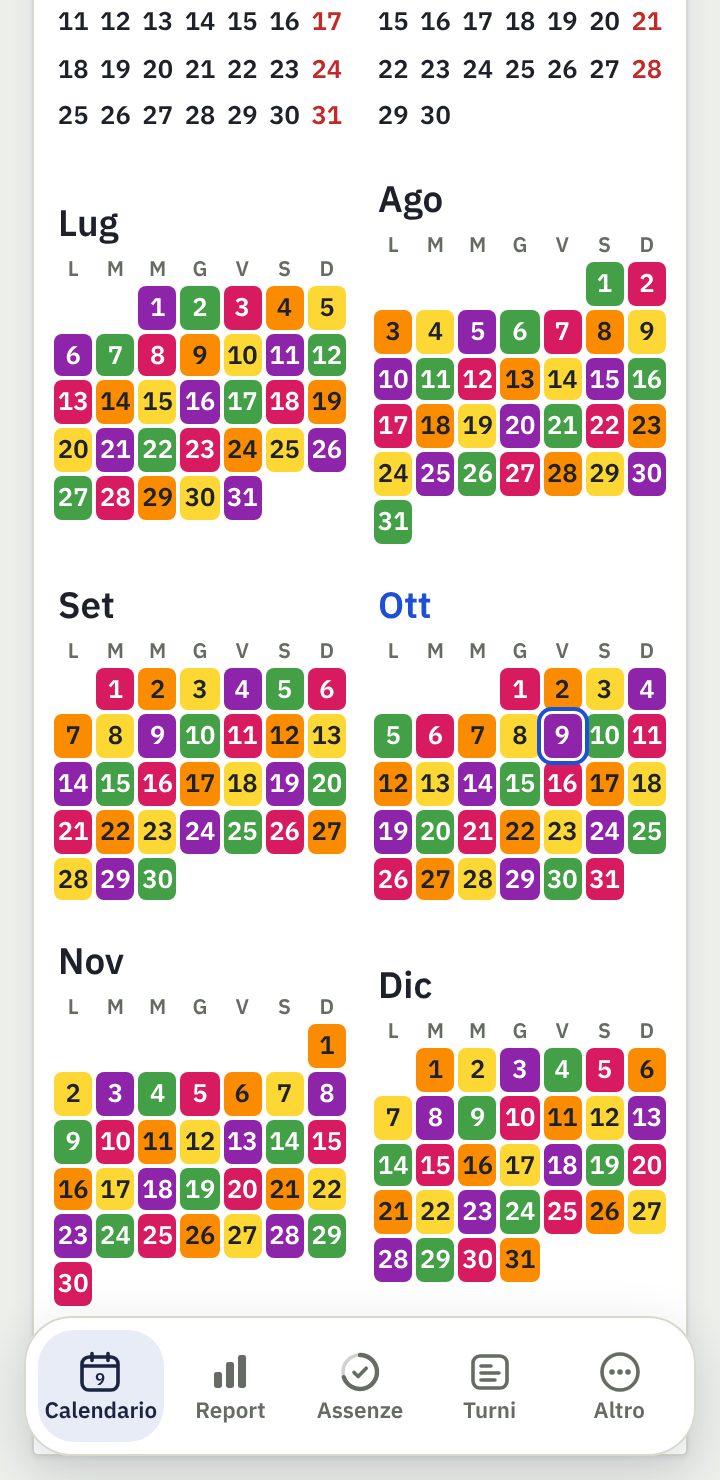 11 12 13 14 15 16 17
18 19 20 21 22 23 24
25 26 27 28 29 30 31
15 16 17 18 19 20 21
22 23 24 25 26 27 28
29 30
Lug
L M M G V S D
1 2 3 4 5
6 7 8 9 10 11 12
13 14 15 16 17 18 19
20 21 22 23 24 25 26
27 28 29 30 31
Ago
L M M G V S D
1 2
3 4 5 6 7 8 9
10 11 12 13 14 15 16
17 18 19 20 21 22 23
24 25 26 27 28 29 30
31
Set
L M M G V S D
1 2 3 4 5 6
7 8 9 10 11 12 13
14 15 16 17 18 19 20
21 22 23 24 25 26 27
28 29 30
Ott
L M M G V S D
1 2 3 4
5 6 7 8 9 10 11
12 13 14 15 16 17 18
19 20 21 22 23 24 25
26 27 28 29 30 31
Nov
L M M G V S D
1
2 3 4 5 6 7 8
9 10 11 12 13 14 15
16 17 18 19 20 21 22
23 24 25 26 27 28 29
30
Dic
L M M G V S D
1 2 3 4 5 6
7 8 9 10 11 12 13
14 15 16 17 18 19 20
21 22 23 24 25 26 27
28 29 30 31
9
Calendario Report Assenze Turni Altro